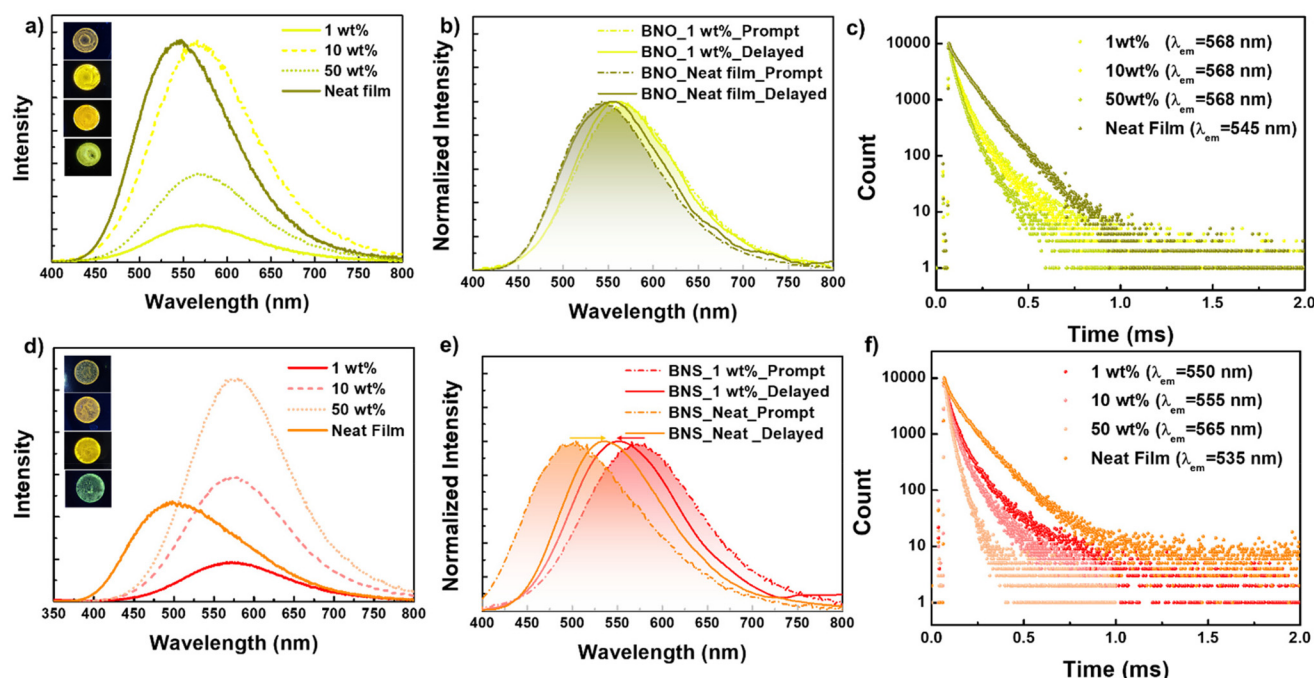 a)
1 wt%
10 wt%
50 wt%
Neat film
Intensity
400 450 500 550 600 650 700 750 800
Wavelength (nm)
b)
BNO_1 wt%_Prompt
BNO_1 wt%_Delayed
BNO_Neat film_Prompt
BNO_Neat film_Delayed
Normalized Intensity
400 450 500 550 600 650 700 750 800
Wavelength (nm)
c)
1wt% (λem=568 nm)
10wt% (λem=568 nm)
50wt% (λem=568 nm)
Neat Film (λem=545 nm)
Count
10000
1000
100
10
1
0.0 0.5 1.0 1.5 2.0
Time (ms)
d)
1 wt%
10 wt%
50 wt%
Neat Film
Intensity
350 400 450 500 550 600 650 700 750 800
Wavelength (nm)
e)
BNS_1 wt%_Prompt
BNS_1 wt%_Delayed
BNS_Neat_Prompt
BNS_Neat _Delayed
Normalized Intensity
400 450 500 550 600 650 700 750 800
Wavelength (nm)
f)
1 wt% (λem=550 nm)
10 wt% (λem=555 nm)
50 wt% (λem=565 nm)
Neat Film (λem=535 nm)
Count
10000
1000
100
10
1
0.0 0.5 1.0 1.5 2.0
Time (ms)